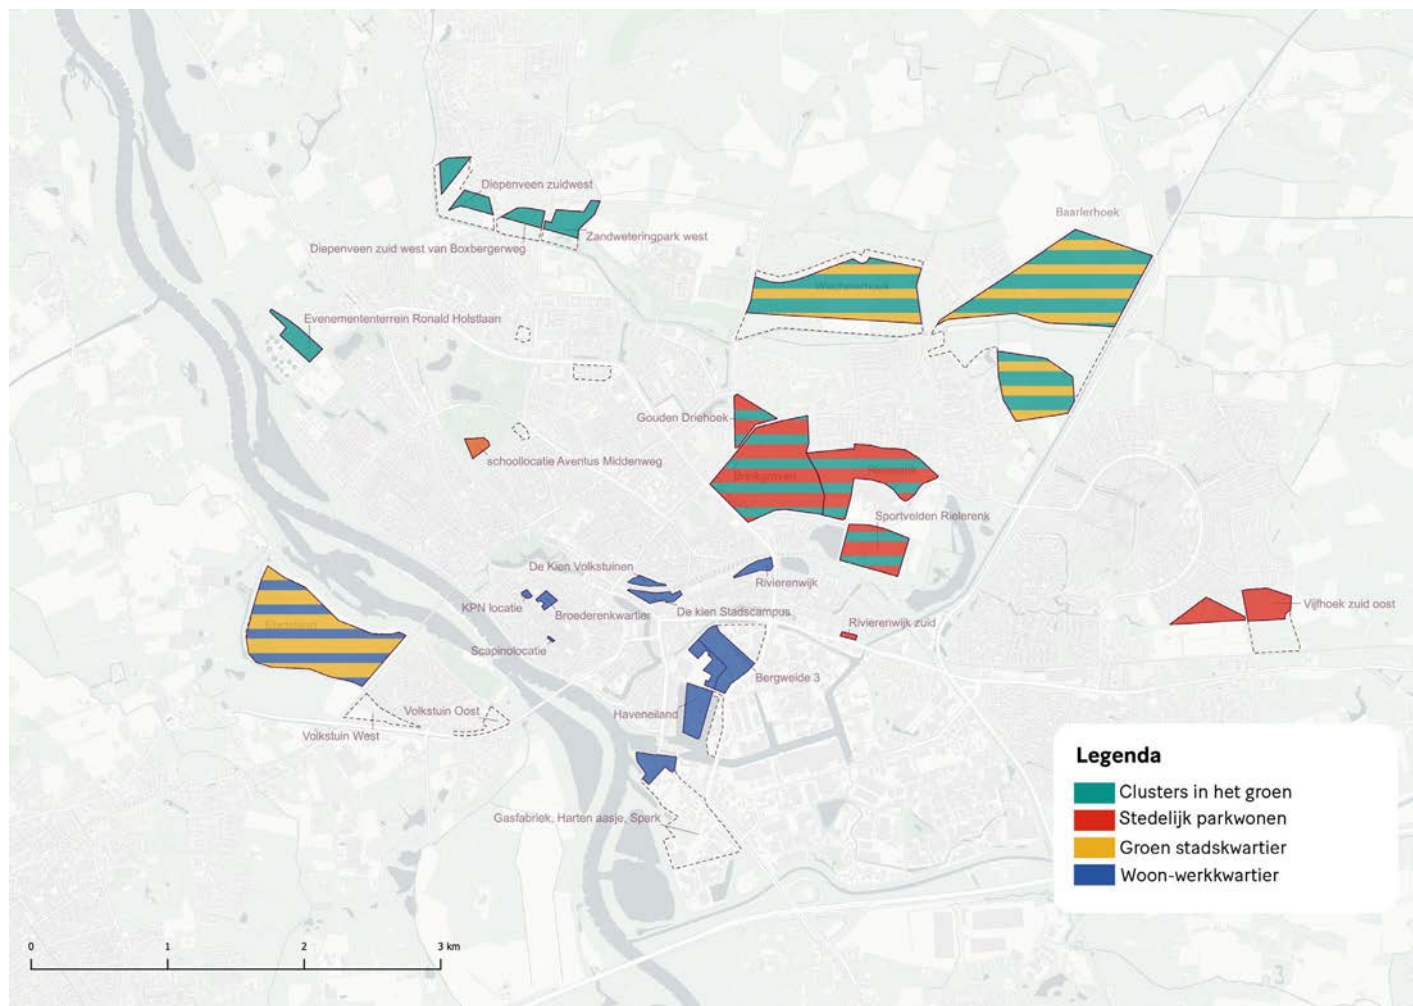 Diepenveen zuidwest
Baarlerhoek
Zandweteringpark west
Diepenveen zuid west van Boxbergerweg
Evenemententerrein Ronald Holstlaan
Gouden Driehoek
schoollocatie Aventus Middenweg
Sportvelden Rielerenk
De Kien Volkstuinen
Rivierenwijk
KPN locatie
Broederenkwartier
De kien Stadscampus
Vijfhoek zuid oost
Rivierenwijk zuid
Scapinolocatie
Bergweide 3
Volkstuin Oost
Haveneiland
Volkstuin West
Gasfabriek, Harten aasje, Spark
Legenda
Clusters in het groen
Stedelijk parkwonen
Groen stadskwartier
Woon-werkkwartier
0 1 2 3 km